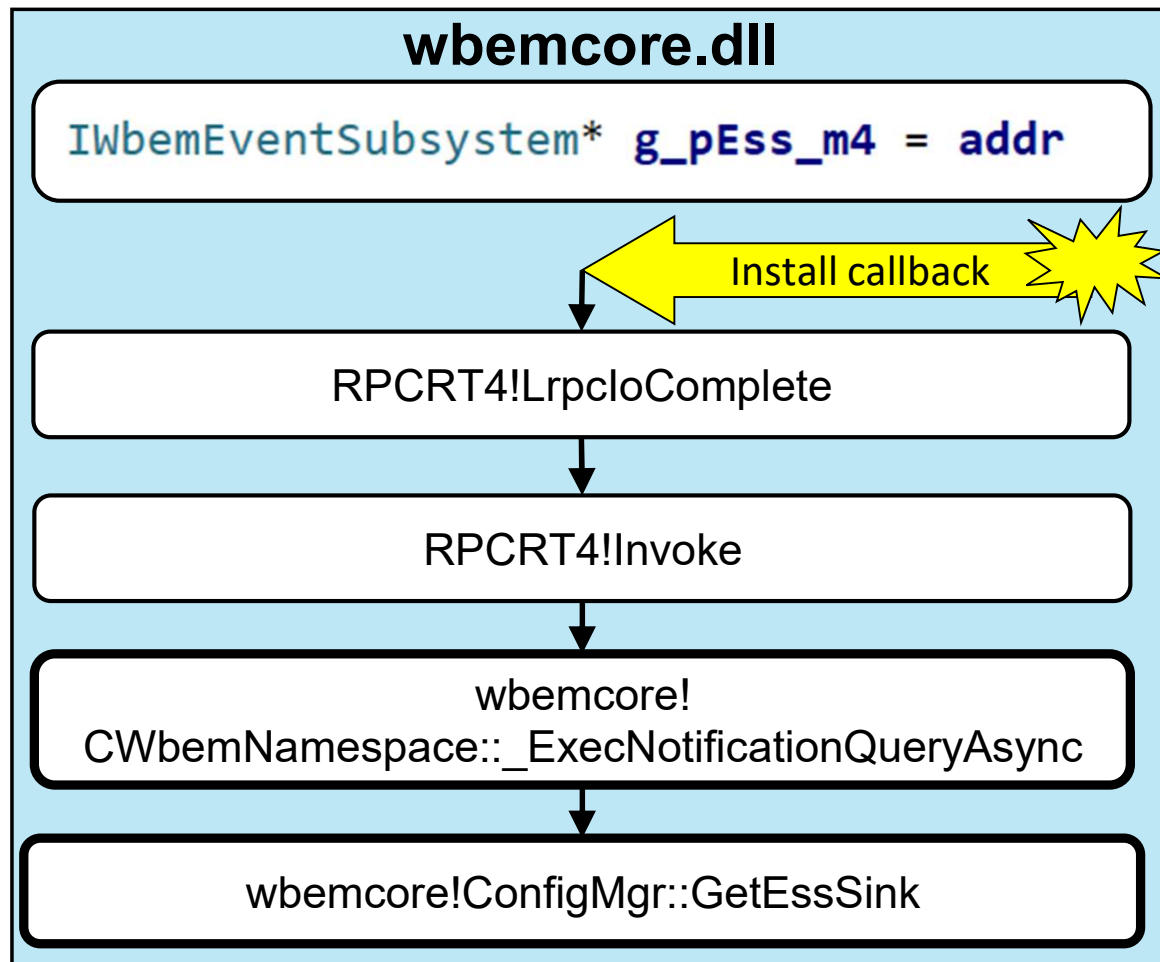 wbemcore.dll
IWbemEventSubsystem* g_pEss_m4 = addr
Install callback
RPCRT4!LrpcIoComplete
RPCRT4!Invoke
wbemcore!
CWbemNamespace::_ExecNotificationQueryAsync
wbemcore!ConfigMgr::GetEssSink